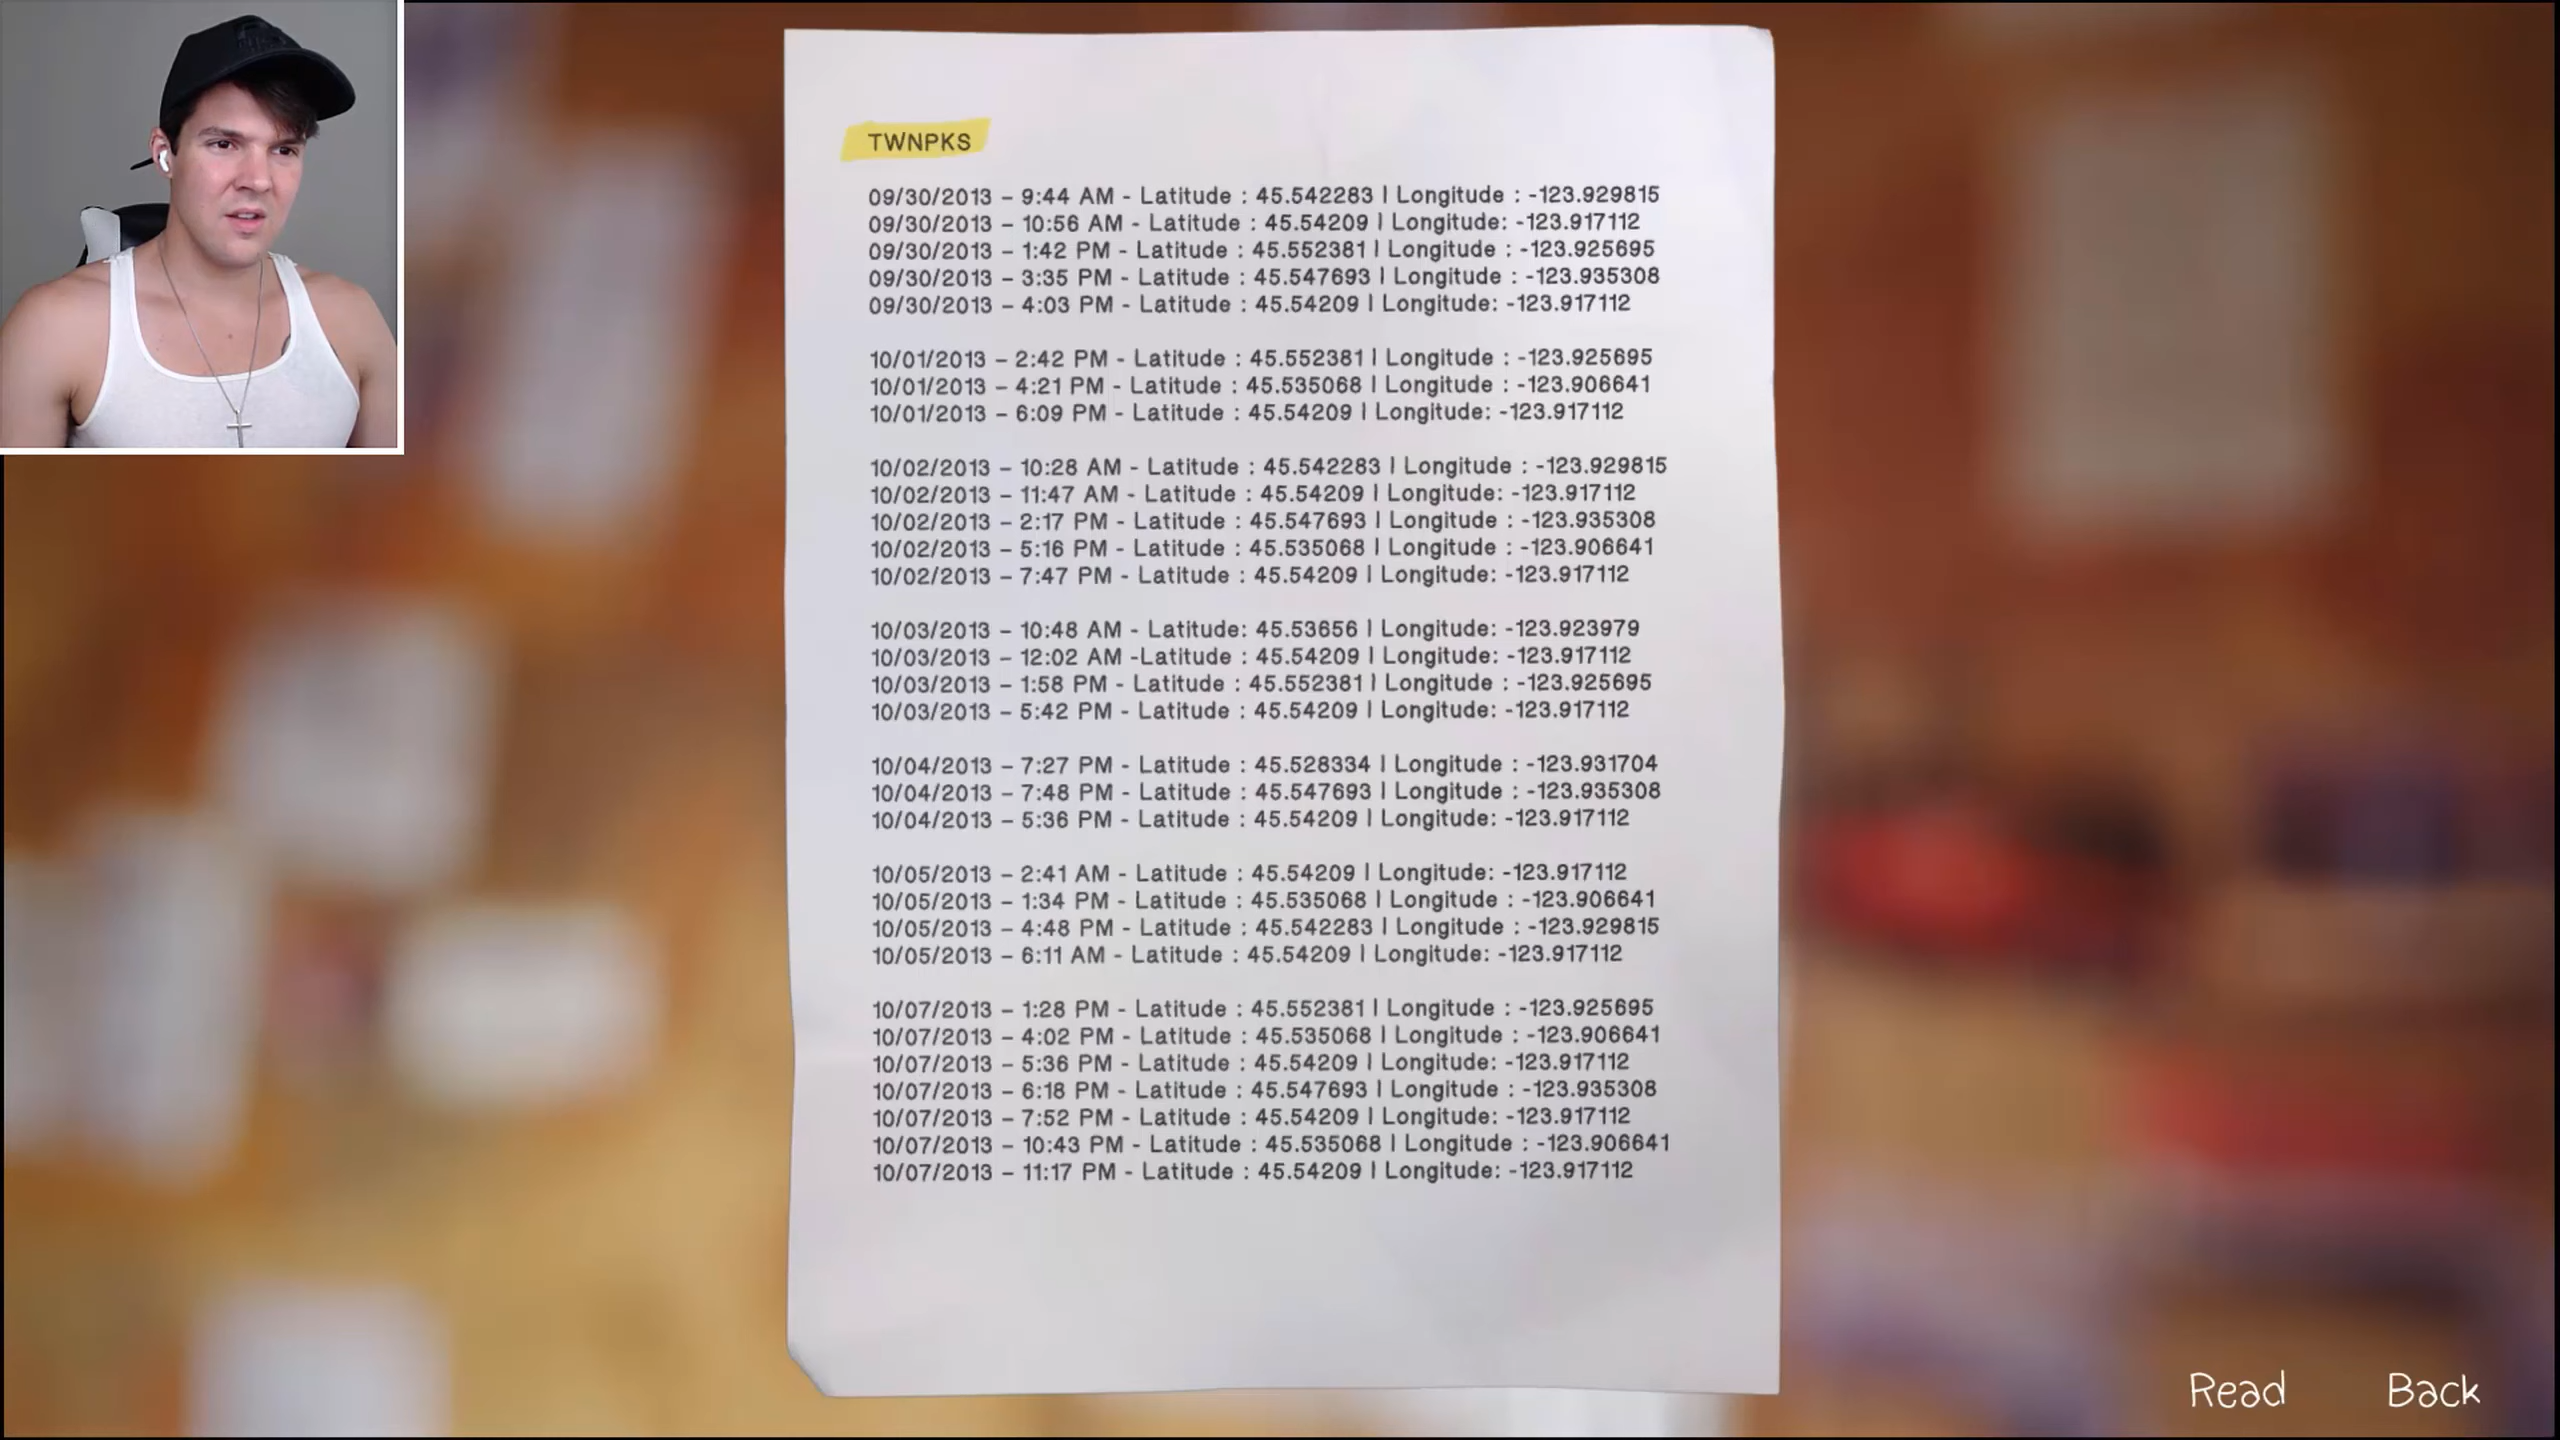 TWNPKS
09/30/2013 – 9:44 AM - Latitude : 45.542283 | Longitude : -123.929815
09/30/2013 – 10:56 AM - Latitude : 45.54209 | Longitude: -123.917112
09/30/2013 – 1:42 PM - Latitude : 45.552381 | Longitude : -123.925695
09/30/2013 – 3:35 PM - Latitude : 45.547693 | Longitude : -123.935308
09/30/2013 – 4:03 PM - Latitude : 45.54209 | Longitude: -123.917112
10/01/2013 – 2:42 PM - Latitude : 45.552381 | Longitude : -123.925695
10/01/2013 – 4:21 PM - Latitude : 45.535068 | Longitude : -123.906641
10/01/2013 – 6:09 PM - Latitude : 45.54209 | Longitude: -123.917112
10/02/2013 – 10:28 AM - Latitude : 45.542283 | Longitude : -123.929815
10/02/2013 – 11:47 AM - Latitude : 45.54209 | Longitude: -123.917112
10/02/2013 – 2:17 PM - Latitude : 45.547693 | Longitude : -123.935308
10/02/2013 – 5:16 PM - Latitude : 45.535068 | Longitude : -123.906641
10/02/2013 – 7:47 PM - Latitude : 45.54209 | Longitude: -123.917112
10/03/2013 – 10:48 AM - Latitude: 45.53656 | Longitude: -123.923979
10/03/2013 – 12:02 AM -Latitude : 45.54209 | Longitude: -123.917112
10/03/2013 – 1:58 PM - Latitude : 45.552381 | Longitude : -123.925695
10/03/2013 – 5:42 PM - Latitude : 45.54209 | Longitude: -123.917112
10/04/2013 – 7:27 PM - Latitude : 45.528334 | Longitude : -123.931704
10/04/2013 – 7:48 PM - Latitude : 45.547693 | Longitude : -123.935308
10/04/2013 – 5:36 PM - Latitude : 45.54209 | Longitude: -123.917112
10/05/2013 – 2:41 AM - Latitude : 45.54209 | Longitude: -123.917112
10/05/2013 – 1:34 PM - Latitude : 45.535068 | Longitude : -123.906641
10/05/2013 – 4:48 PM - Latitude : 45.542283 | Longitude : -123.929815
10/05/2013 – 6:11 AM - Latitude : 45.54209 | Longitude: -123.917112
10/07/2013 – 1:28 PM - Latitude : 45.552381 | Longitude : -123.925695
10/07/2013 – 4:02 PM - Latitude : 45.535068 | Longitude : -123.906641
10/07/2013 – 5:36 PM - Latitude : 45.54209 | Longitude: -123.917112
10/07/2013 – 6:18 PM - Latitude : 45.547693 | Longitude : -123.935308
10/07/2013 – 7:52 PM - Latitude : 45.54209 | Longitude: -123.917112
10/07/2013 – 10:43 PM - Latitude : 45.535068 | Longitude : -123.906641
10/07/2013 – 11:17 PM - Latitude : 45.54209 | Longitude: -123.917112
Read Back